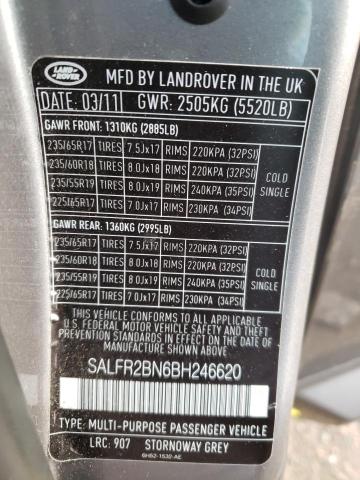 LAND ROVER
MFD BY LANDROVER IN THE UK
DATE: 03/11 GWR: 2505KG (5520LB)
GAWR FRONT: 1310KG (2885LB)
235/65R17 TIRES 7.5Jx17 RIMS 220KPA (32PSI)
235/60R18 TIRES 8.0Jx18 RIMS 220KPA (32PSI) COLD
235/55R19 TIRES 8.0Jx19 RIMS 240KPA (35PSI) SINGLE
225/65R17 TIRES 7.0Jx17 RIMS 230KPA (34PSI)
GAWR REAR: 1360KG (2995LB)
235/65R17 TIRES 7.5Jx17 RIMS 220KPA (32PSI)
235/60R18 TIRES 8.0Jx18 RIMS 220KPA (32PSI) COLD
235/55R19 TIRES 8.0Jx19 RIMS 240KPA (35PSI) SINGLE
225/65R17 TIRES 7.0Jx17 RIMS 230KPA (34PSI)
THIS VEHICLE CONFORMS TO ALL APPLICABLE
U.S. FEDERAL MOTOR VEHICLE SAFETY AND THEFT
PREVENTION STANDARDS IN EFFECT ON THE DATE
OF MANUFACTURE SHOWN ABOVE.
SALFR2BN6BH246620
TYPE: MULTI-PURPOSE PASSENGER VEHICLE
LRC: 907 STORNOWAY GREY
6H52-1532-AE